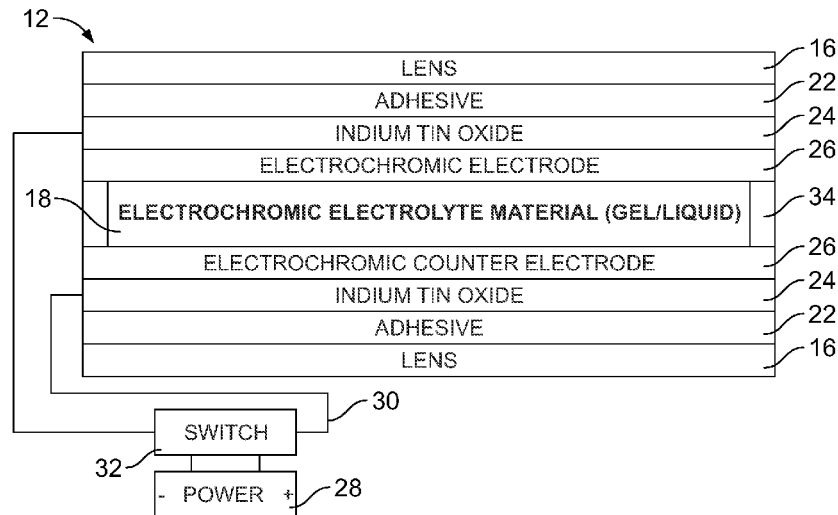 12
LENS 16
ADHESIVE 22
INDIUM TIN OXIDE 24
ELECTROCHROMIC ELECTRODE 26
18 ELECTROCHROMIC ELECTROLYTE MATERIAL (GEL/LIQUID) 34
ELECTROCHROMIC COUNTER ELECTRODE 26
INDIUM TIN OXIDE 24
ADHESIVE 22
LENS 16
30
SWITCH
32
- POWER + 28